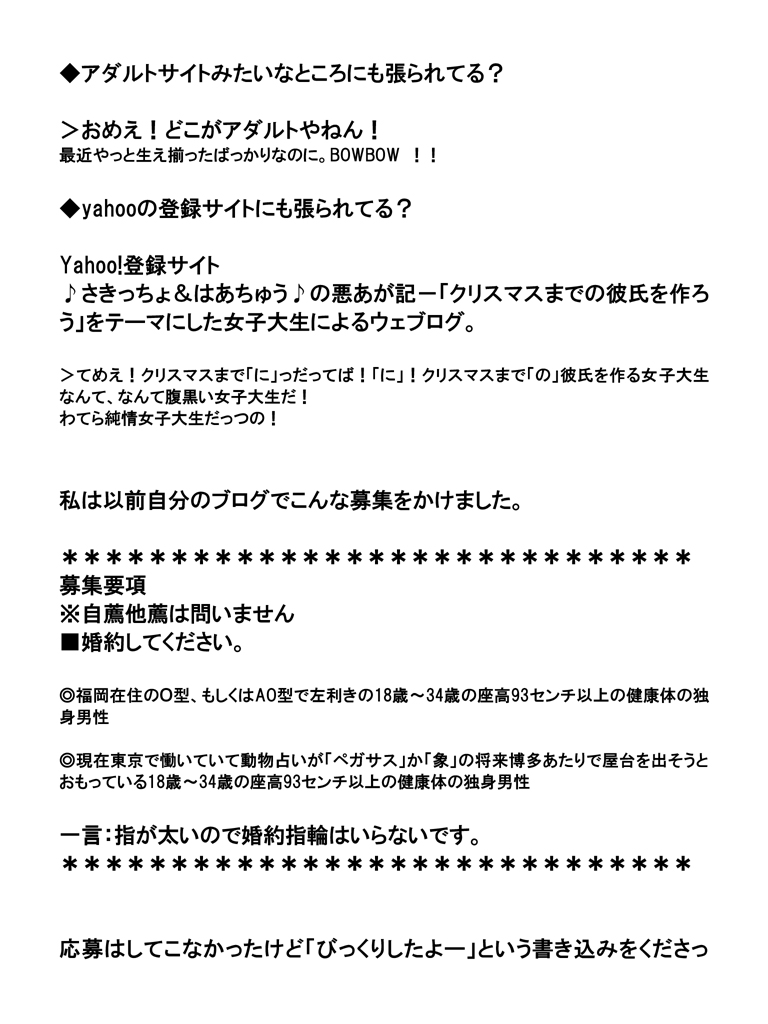 ◆アダルトサイトみたいなところにも張られてる？
＞おめえ！どこがアダルトやねん！
最近やっと生え揃ったばっかりなのに。BOWBOW ！！
◆yahooの登録サイトにも張られてる？
Yahoo!登録サイト
♪さきっちょ＆はあちゅう♪の悪あが記－「クリスマスまでの彼氏を作ろ
う」をテーマにした女子大生によるウェブログ。
＞てめえ！クリスマスまで「に」っだってば！「に」！クリスマスまで「の」彼氏を作る女子大生
なんて、なんて腹黒い女子大生だ！
わてら純情女子大生だっつの！
私は以前自分のブログでこんな募集をかけました。
＊＊＊＊＊＊＊＊＊＊＊＊＊＊＊＊＊＊＊＊＊＊＊＊＊＊＊＊＊
募集要項
※自薦他薦は問いません
■婚約してください。
◎福岡在住のO型、もしくはAO型で左利きの18歳～34歳の座高93センチ以上の健康体の独
身男性
◎現在東京で働いていて動物占いが「ペガサス」か「象」の将来博多あたりで屋台を出そうと
おもっている18歳～34歳の座高93センチ以上の健康体の独身男性
一言：指が太いので婚約指輪はいらないです。
＊＊＊＊＊＊＊＊＊＊＊＊＊＊＊＊＊＊＊＊＊＊＊＊＊＊＊＊＊
応募はしてこなかったけど「びっくりしたよー」という書き込みをくださっ